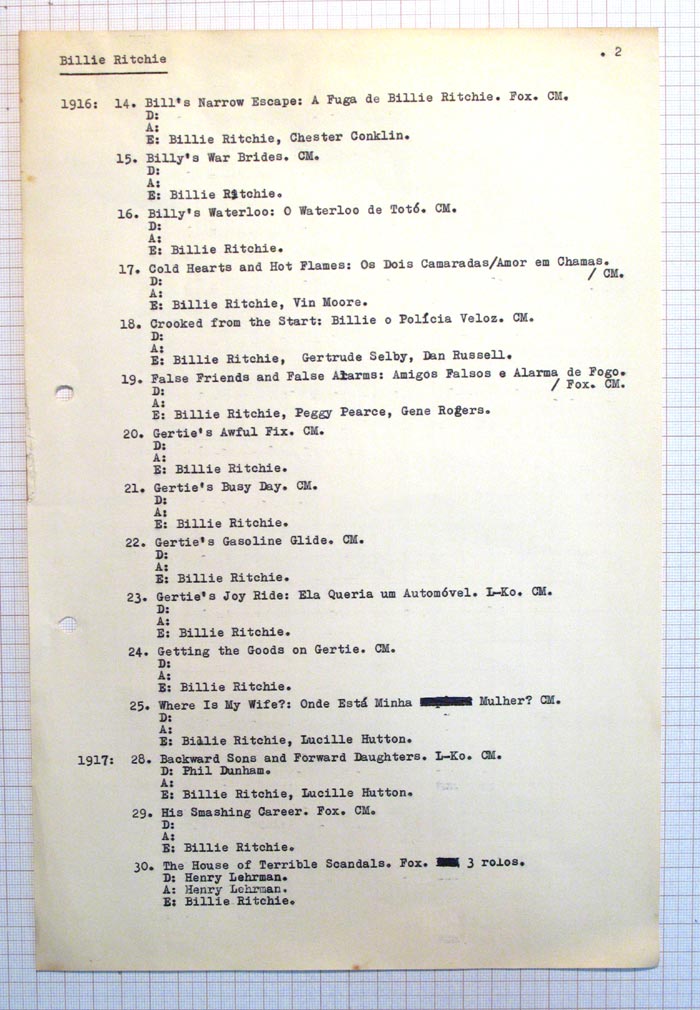 Billie Ritchie
. 2
1916: 14. Bill's Narrow Escape: A Fuga de Billie Ritchie. Fox. CM.
D:
A:
E: Billie Ritchie, Chester Conklin.
15. Billy's War Brides. CM.
D:
A:
E: Billie Ritchie.
16. Billy's Waterloo: O Waterloo de Totó. CM.
D:
A:
E: Billie Ritchie.
17. Cold Hearts and Hot Flames: Os Dois Camaradas/Amor em Chamas.
/ CM.
D:
A:
E: Billie Ritchie, Vin Moore.
18. Crooked from the Start: Billie o Polícia Veloz. CM.
D:
A:
E: Billie Ritchie, Gertrude Selby, Dan Russell.
19. False Friends and False Alarms: Amigos Falsos e Alarma de Fogo.
/ Fox. CM.
D:
A:
E: Billie Ritchie, Peggy Pearce, Gene Rogers.
20. Gertie's Awful Fix. CM.
D:
A:
E: Billie Ritchie.
21. Gertie's Busy Day. CM.
D:
A:
E: Billie Ritchie.
22. Gertie's Gasoline Glide. CM.
D:
A:
E: Billie Ritchie.
23. Gertie's Joy Ride: Ela Queria um Automóvel. L-Ko. CM.
D:
A:
E: Billie Ritchie.
24. Getting the Goods on Gertie. CM.
D:
A:
E: Billie Ritchie.
25. Where Is My Wife?: Onde Está Minha Mulher? CM.
D:
A:
E: Billie Ritchie, Lucille Hutton.
1917: 28. Backward Sons and Forward Daughters. L-Ko. CM.
D: Phil Dunham.
A:
E: Billie Ritchie, Lucille Hutton.
29. His Smashing Career. Fox. CM.
D:
A:
E: Billie Ritchie.
30. The House of Terrible Scandals. Fox. 3 rolos.
D: Henry Lehrman.
A: Henry Lehrman.
E: Billie Ritchie.